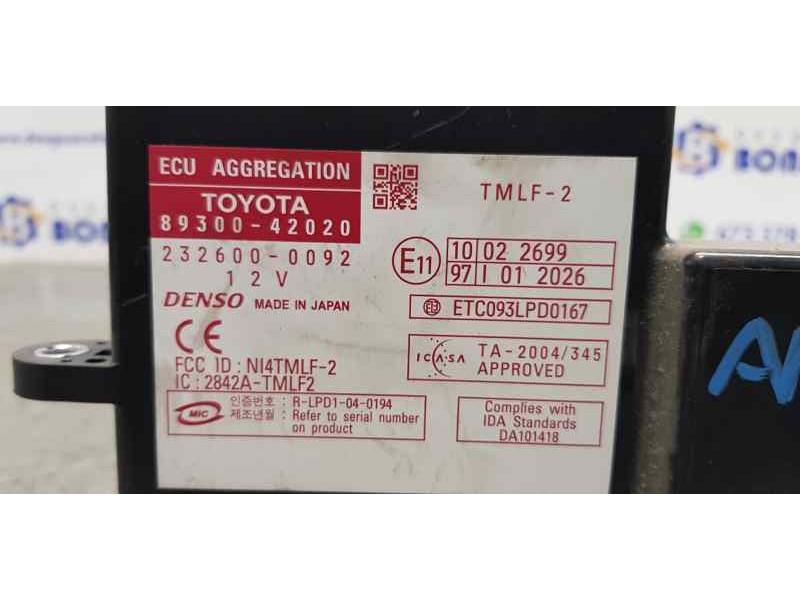 ECU AGGREGATION
TOYOTA
89300-42020
232600-0092
12V
DENSO MADE IN JAPAN
CE
FCC ID : NI4TMLF-2
IC : 2842A-TMLF2
MIC
인증번호 : R-LPD1-04-0194
제조년월 : Refer to serial number
on product
TMLF-2
E11
10 02 2699
97 I 01 2026
ETC093LPD0167
ICASA
TA-2004/345
APPROVED
Complies with
IDA Standards
DA101418